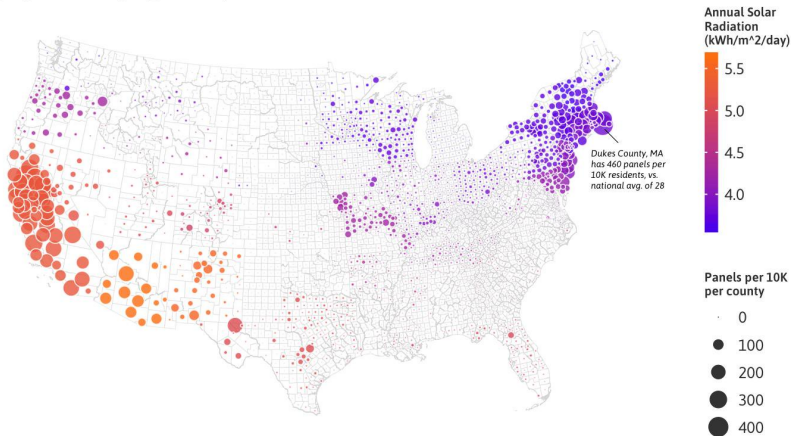 Annual Solar
Radiation
(kWh/m^2/day)
5.5
5.0
4.5
4.0
Dukes County, MA
has 460 panels per
10K residents, vs.
national avg. of 28
Panels per 10K
per county
0
100
200
300
400